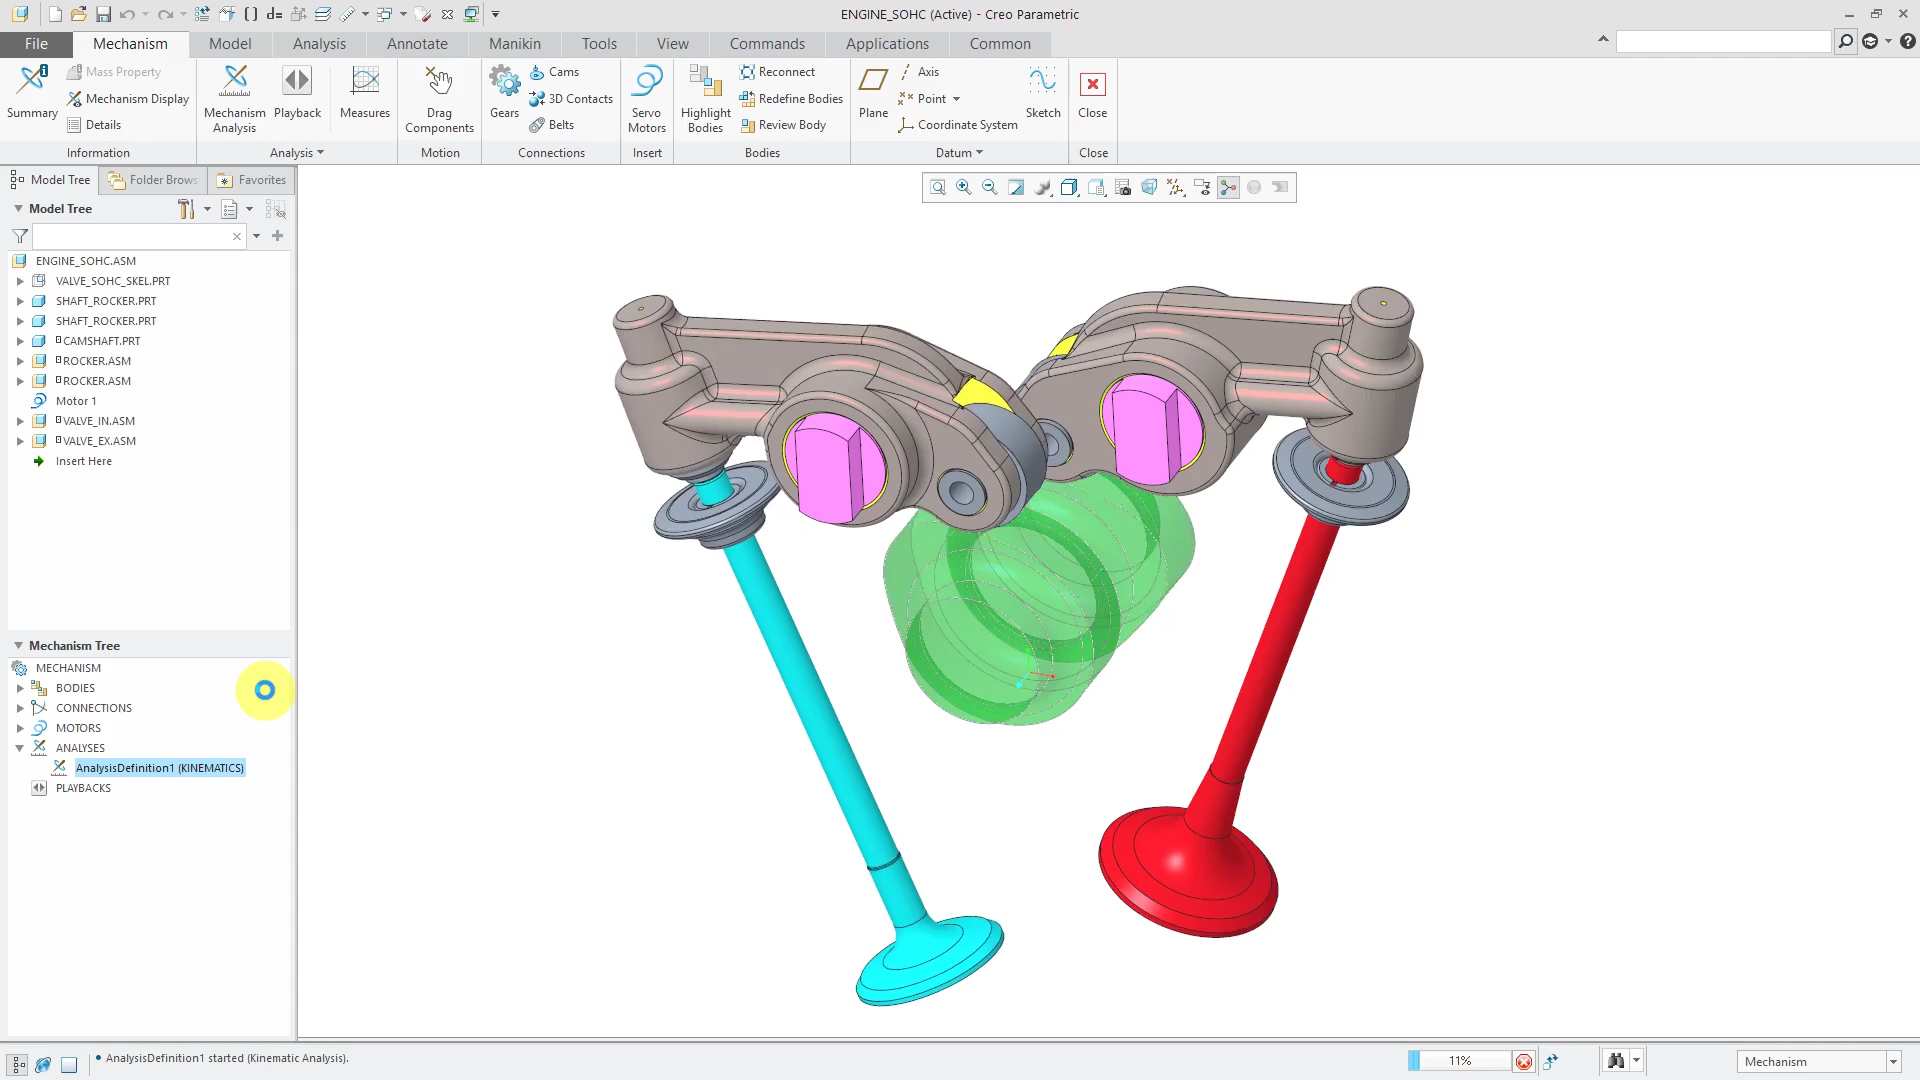 ENGINE_SOHC (Active) - Creo Parametric
File
Mechanism
Model
Analysis
Annotate
Manikin
Tools
View
Commands
Applications
Common
Summary
Mass Property
Mechanism Display
Details
Information
Mechanism
Analysis
Playback
Measures
Analysis
Drag
Components
Motion
Gears
Cams
3D Contacts
Belts
Connections
Servo
Motors
Insert
Highlight
Bodies
Reconnect
Redefine Bodies
Review Body
Bodies
Plane
Axis
Point
Coordinate System
Sketch
Datum
Close
Close
Model Tree
Folder Brows
Favorites
Model Tree
ENGINE_SOHC.ASM
VALVE_SOHC_SKEL.PRT
SHAFT_ROCKER.PRT
SHAFT_ROCKER.PRT
CAMSHAFT.PRT
ROCKER.ASM
ROCKER.ASM
Motor 1
VALVE_IN.ASM
VALVE_EX.ASM
Insert Here
Mechanism Tree
MECHANISM
BODIES
CONNECTIONS
MOTORS
ANALYSES
AnalysisDefinition1 (KINEMATICS)
PLAYBACKS
• AnalysisDefinition1 started (Kinematic Analysis).
11%
Mechanism